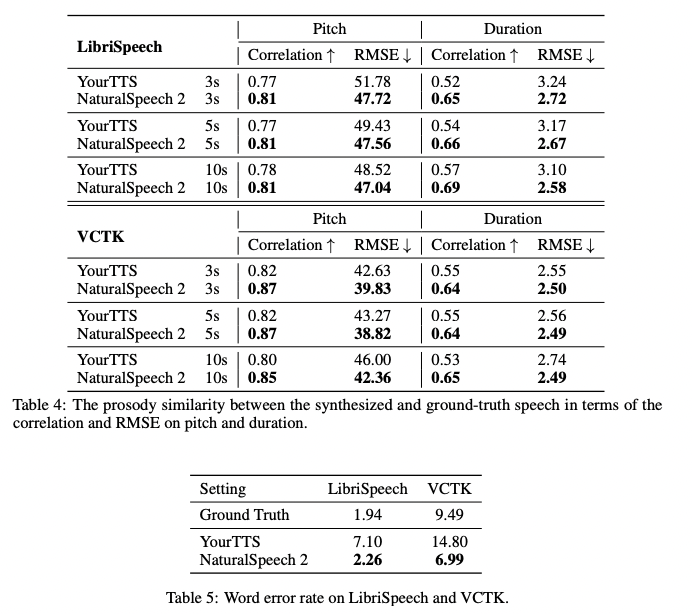 LibriSpeech Pitch Duration
Correlation ↑ RMSE ↓ Correlation ↑ RMSE ↓
YourTTS 3s 0.77 51.78 0.52 3.24
NaturalSpeech 2 3s 0.81 47.72 0.65 2.72
YourTTS 5s 0.77 49.43 0.54 3.17
NaturalSpeech 2 5s 0.81 47.56 0.66 2.67
YourTTS 10s 0.78 48.52 0.57 3.10
NaturalSpeech 2 10s 0.81 47.04 0.69 2.58
VCTK Pitch Duration
Correlation ↑ RMSE ↓ Correlation ↑ RMSE ↓
YourTTS 3s 0.82 42.63 0.55 2.55
NaturalSpeech 2 3s 0.87 39.83 0.64 2.50
YourTTS 5s 0.82 43.27 0.55 2.56
NaturalSpeech 2 5s 0.87 38.82 0.64 2.49
YourTTS 10s 0.80 46.00 0.53 2.74
NaturalSpeech 2 10s 0.85 42.36 0.65 2.49
Table 4: The prosody similarity between the synthesized and ground-truth speech in terms of the
correlation and RMSE on pitch and duration.
Setting LibriSpeech VCTK
Ground Truth 1.94 9.49
YourTTS 7.10 14.80
NaturalSpeech 2 2.26 6.99
Table 5: Word error rate on LibriSpeech and VCTK.